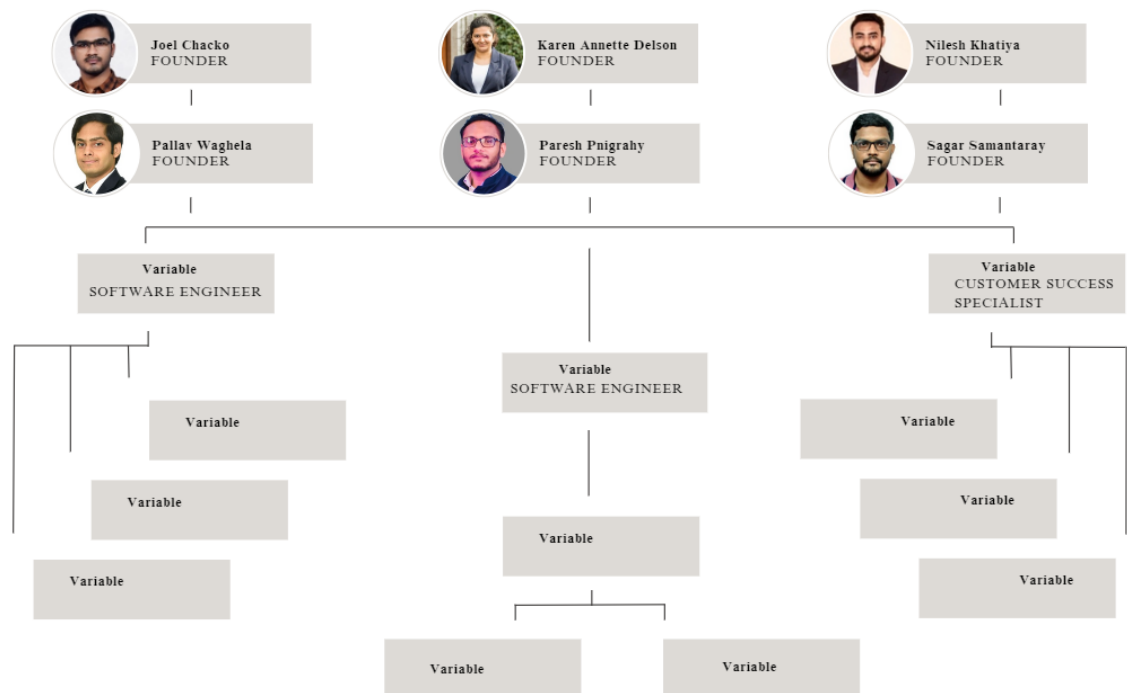 Joel Chacko
FOUNDER
Karen Annette Delson
FOUNDER
Nilesh Khatiya
FOUNDER
Pallav Waghela
FOUNDER
Paresh Pnigrahy
FOUNDER
Sagar Samantaray
FOUNDER
Variable
SOFTWARE ENGINEER
Variable
CUSTOMER SUCCESS
SPECIALIST
Variable
SOFTWARE ENGINEER
Variable
Variable
Variable
Variable
Variable
Variable
Variable
Variable
Variable